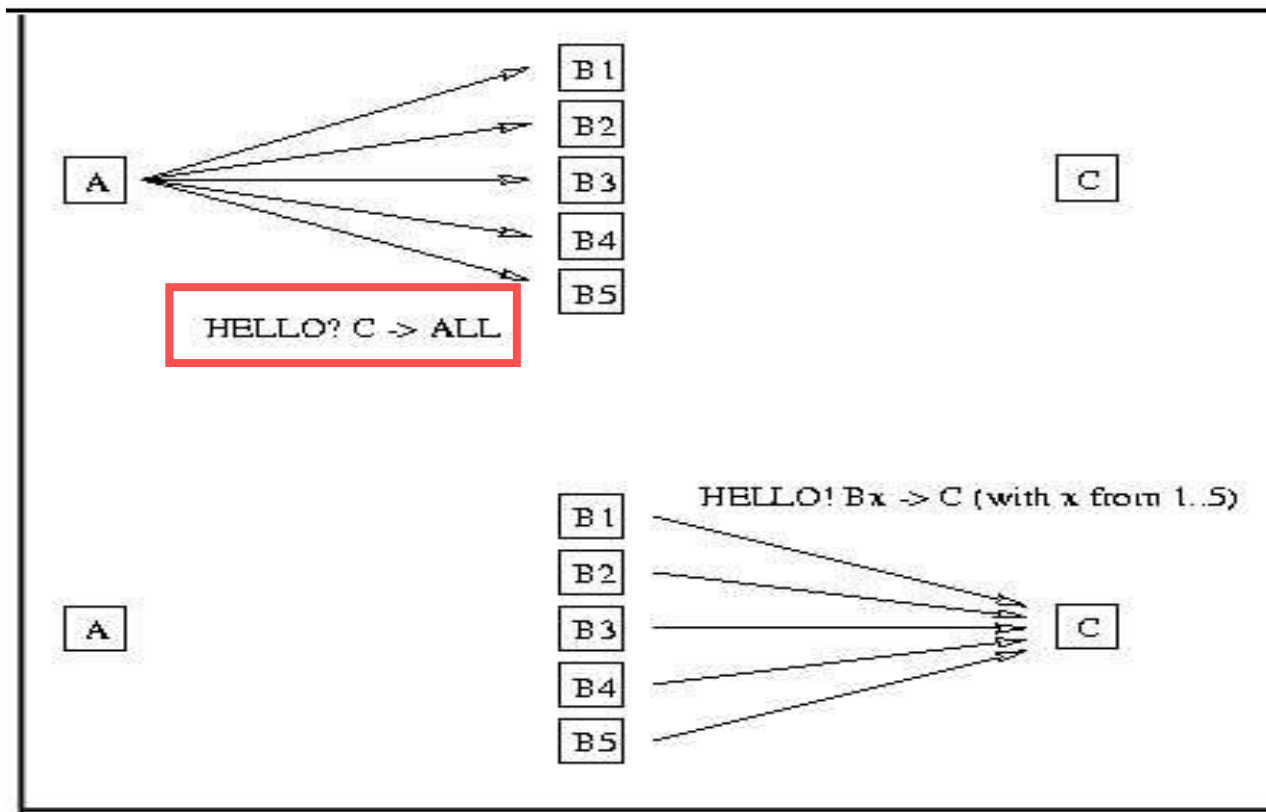 B1
B2
A
B3
C
B4
B5
HELLO? C -> ALL
HELLO! Bx -> C (with x from 1..5)
B1
B2
A
B3
C
B4
B5